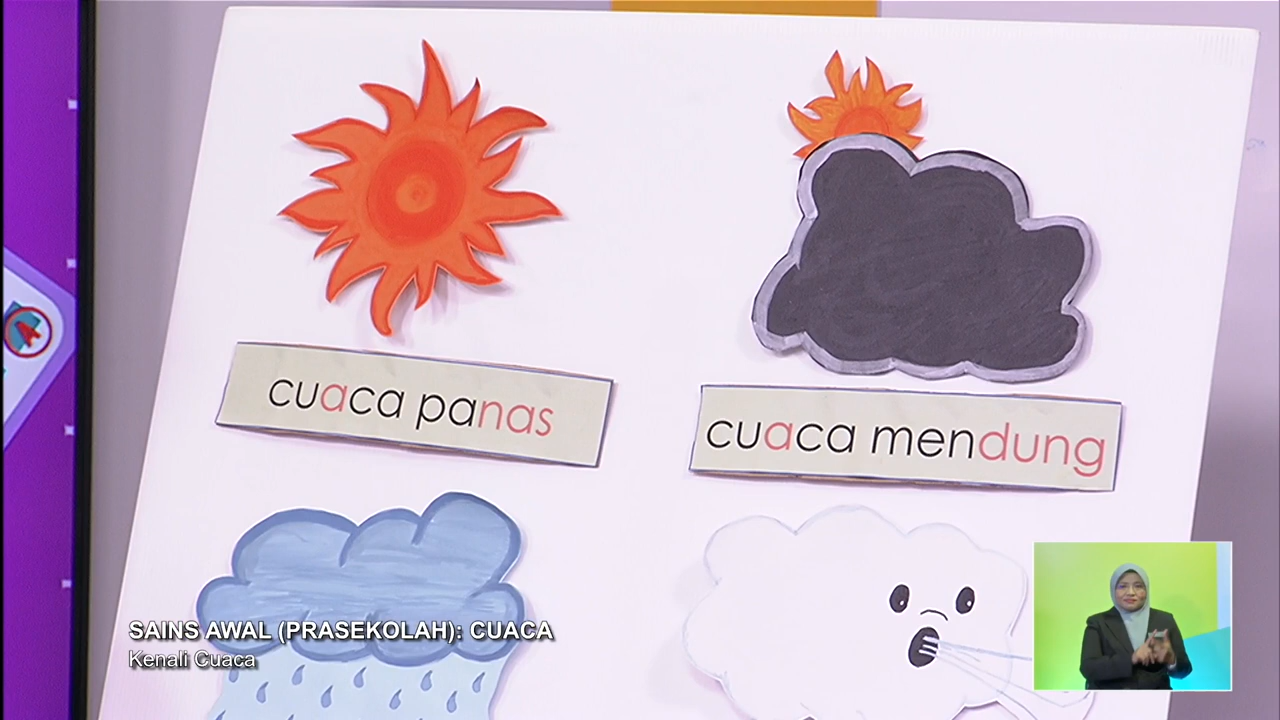 cuaca panas
cuaca mendung
SAINS AWAL (PRASEKOLAH): CUACA
Kenali Cuaca
A